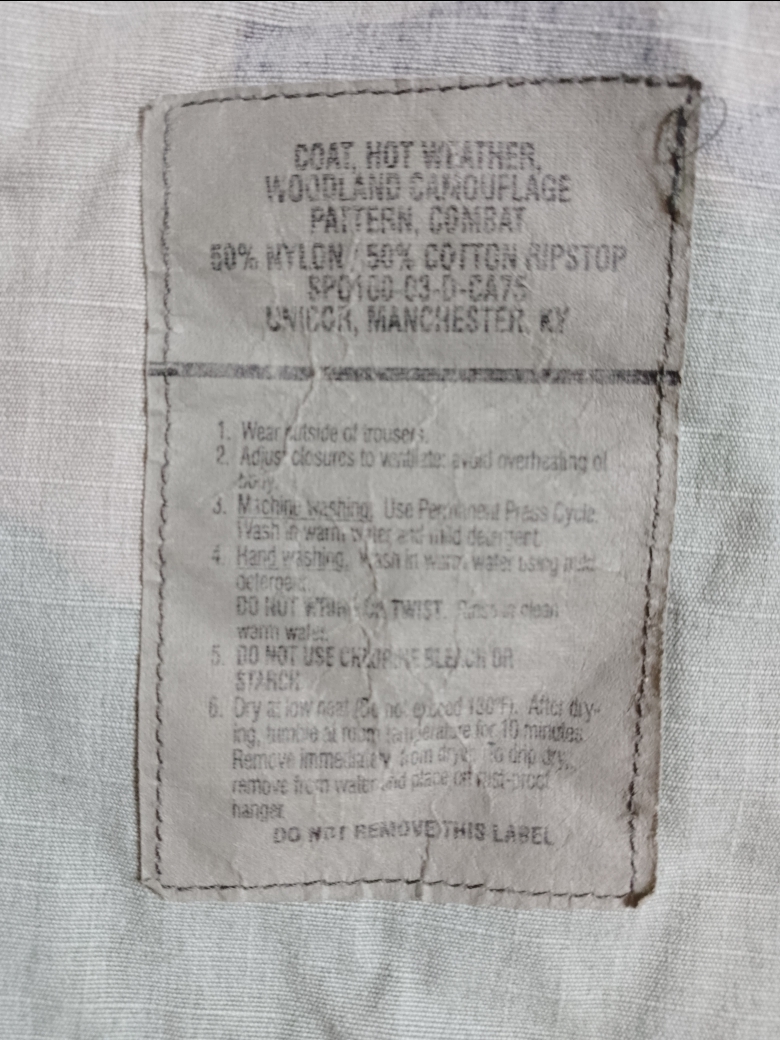 COAT, HOT WEATHER,
WOODLAND CAMOUFLAGE
PATTERN, COMBAT
50% NYLON / 50% COTTON RIPSTOP
SPO100-03-D-CA75
UNICOR, MANCHESTER, KY
1. Wear outside of trousers.
2. Adjust closures to ventilate: avoid overheating of
body.
3. Machine washing. Use Permanent Press Cycle.
Wash in warm water and mild detergent.
4. Hand washing. Wash in warm water using mild
detergent.
DO NOT WRING OR TWIST. Rinse in clean
warm water.
5. DO NOT USE CHLORINE BLEACH OR
STARCH
6. Dry at low heat (Do not exceed 130°F). After dry-
ing, tumble at room temperature for 10 minutes.
Remove immediately from dryer. To drip dry,
remove from water and place on rust-proof
hanger.
DO NOT REMOVE THIS LABEL